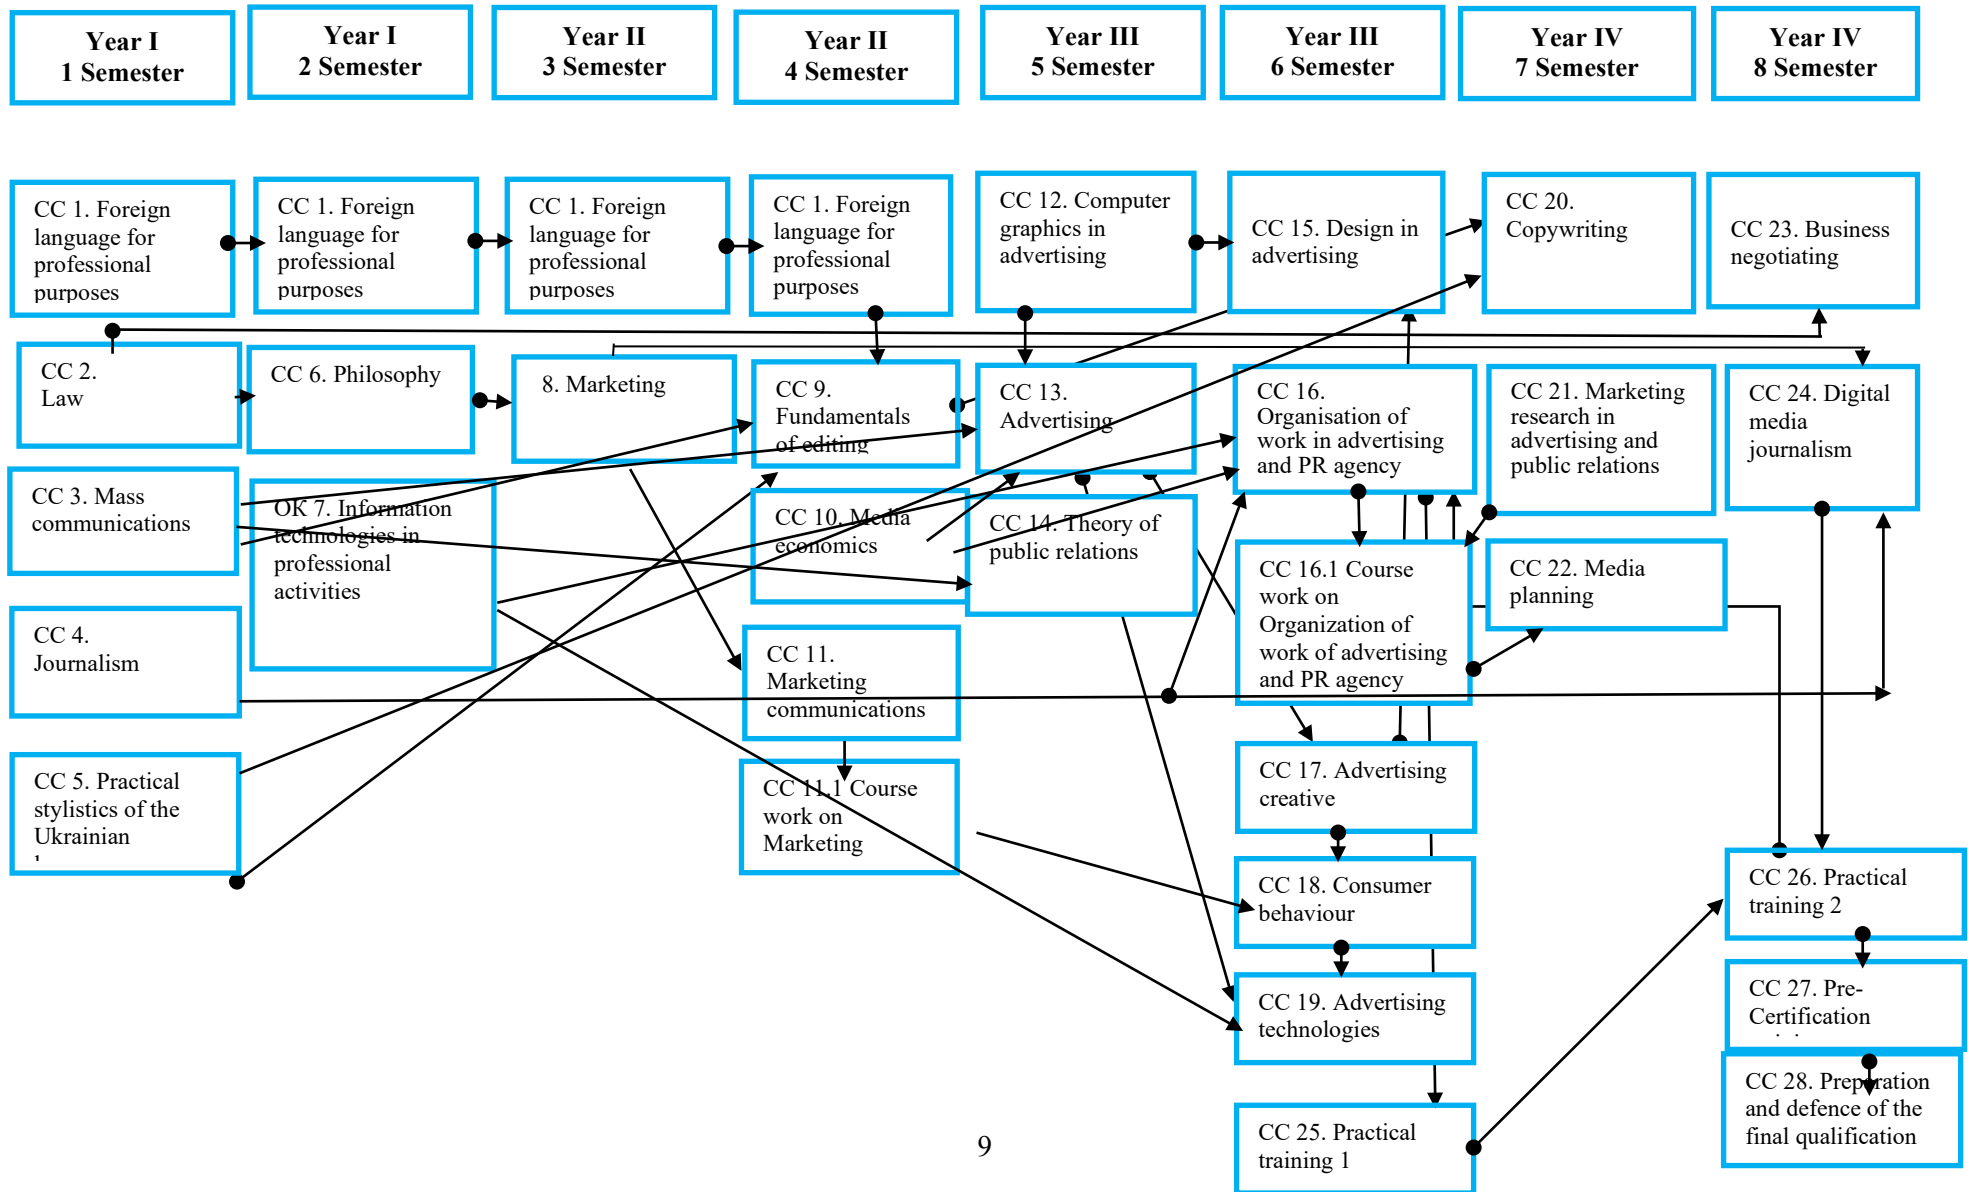 Year I
1 Semester
Year I
2 Semester
Year II
3 Semester
Year II
4 Semester
Year III
5 Semester
Year III
6 Semester
Year IV
7 Semester
Year IV
8 Semester
CC 1. Foreign
language for
professional
purposes
CC 1. Foreign
language for
professional
purposes
CC 1. Foreign
language for
professional
purposes
CC 1. Foreign
language for
professional
purposes
CC 12. Computer
graphics in
advertising
CC 15. Design in
advertising
CC 20.
Copywriting
CC 23. Business
negotiating
CC 2.
Law
CC 6. Philosophy
8. Marketing
CC 9.
Fundamentals
of editing
CC 13.
Advertising
CC 16.
Organisation of
work in advertising
and PR agency
CC 21. Marketing
research in
advertising and
public relations
CC 24. Digital
media
journalism
CC 3. Mass
communications
OK 7. Information
technologies in
professional
activities
CC 10. Media
economics
CC 14. Theory of
public relations
CC 16.1 Course
work on
Organization of
work of advertising
and PR agency
CC 22. Media
planning
CC 4.
Journalism
CC 11.
Marketing
communications
CC 5. Practical
stylistics of the
Ukrainian
CC 11.1 Course
work on
Marketing
CC 17. Advertising
creative
CC 18. Consumer
behaviour
CC 19. Advertising
technologies
CC 25. Practical
training 1
CC 26. Practical
training 2
CC 27. Pre-
Certification
CC 28. Preparation
and defence of the
final qualification
9